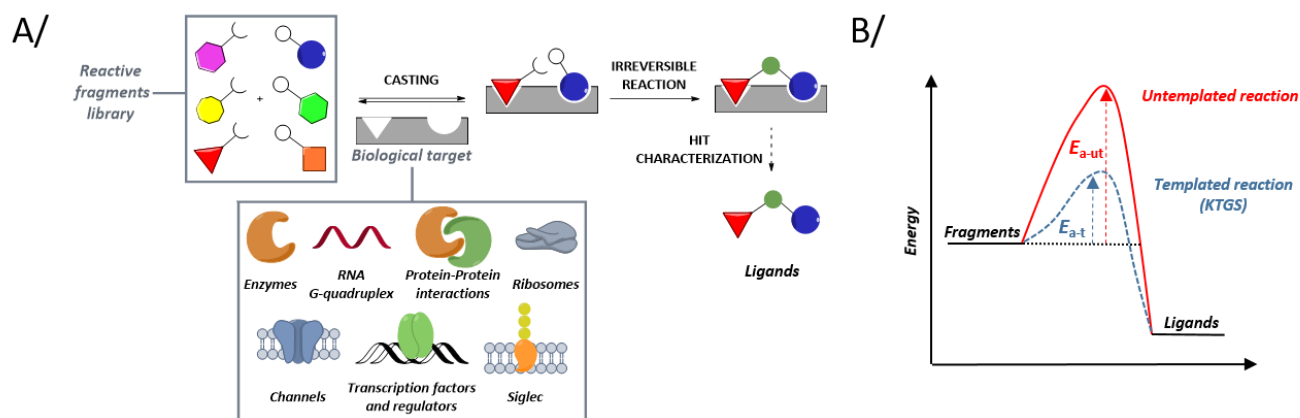 A/
Reactive
fragments
library
+
CASTING
Biological target
IRREVERSIBLE
REACTION
HIT
CHARACTERIZATION
Ligands
Enzymes
RNA
G-quadruplex
Protein-Protein
interactions
Ribosomes
Channels
Transcription factors
and regulators
Siglec
B/
Energy
Untemplated reaction
Ea-ut
Templated reaction
(KTGS)
Ea-t
Fragments
Ligands